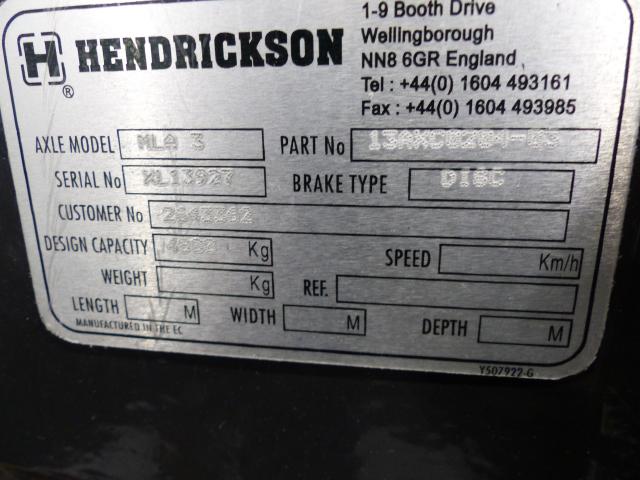 H HENDRICKSON ®
1-9 Booth Drive
Wellingborough
NN8 6GR England
Tel : +44(0) 1604 493161
Fax : +44(0) 1604 493985
AXLE MODEL MLA 3 PART No
SERIAL No WL13927 BRAKE TYPE DISC
CUSTOMER No
DESIGN CAPACITY Kg SPEED Km/h
WEIGHT Kg REF.
LENGTH M WIDTH M DEPTH M
MANUFACTURED IN THE EC
YS07922-G